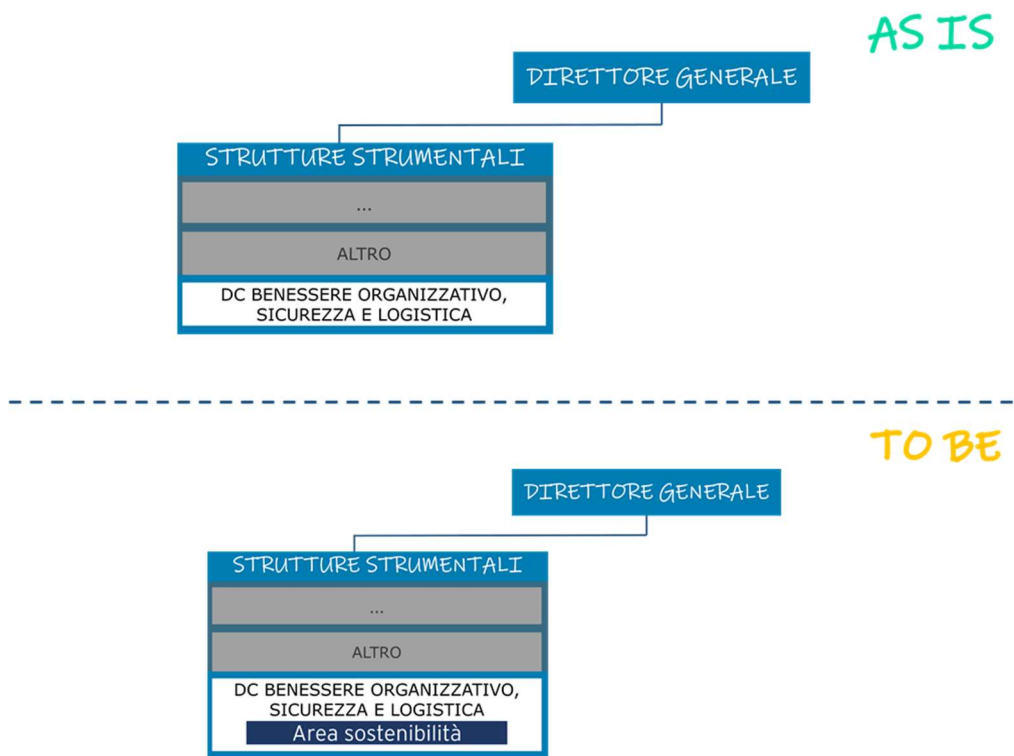 AS IS
DIRETTORE GENERALE
STRUTTURE STRUMENTALI
...
ALTRO
DC BENESSERE ORGANIZZATIVO,
SICUREZZA E LOGISTICA
TO BE
DIRETTORE GENERALE
STRUTTURE STRUMENTALI
...
ALTRO
DC BENESSERE ORGANIZZATIVO,
SICUREZZA E LOGISTICA
Area sostenibilità